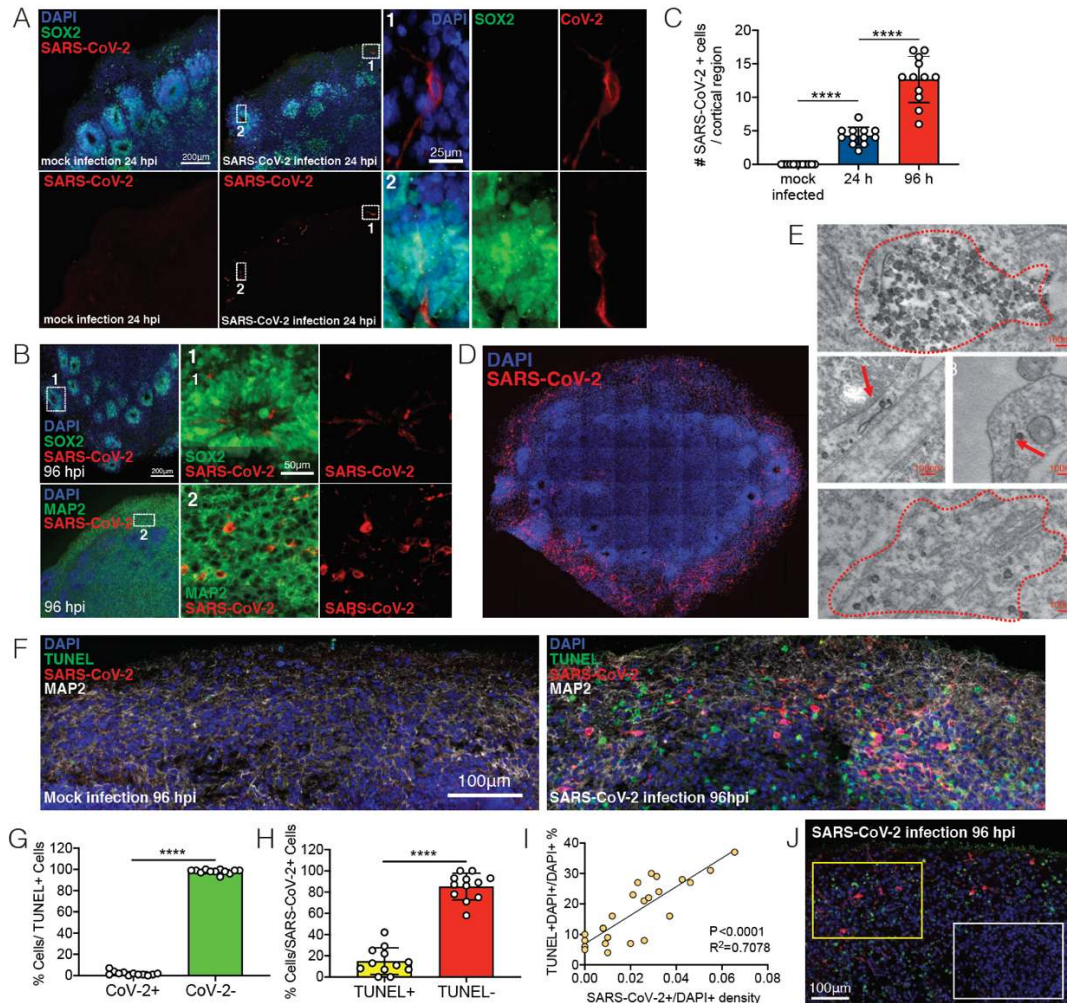 A
DAPI
SOX2
SARS-CoV-2
mock infection 24 hpi
200µm
1
2
SARS-CoV-2 infection 24 hpi
1
DAPI
SOX2
CoV-2
25µm
SARS-CoV-2
mock infection 24 hpi
SARS-CoV-2
1
2
SARS-CoV-2 infection 24 hpi
2
C
# SARS-CoV-2 + cells
/ cortical region
20
15
10
5
0
****
****
mock
infected
24 h
96 h
B
1
DAPI
SOX2
SARS-CoV-2
96 hpi
200µm
1
1
SOX2
SARS-CoV-2
50µm
SARS-CoV-2
DAPI
MAP2
SARS-CoV-2
2
96 hpi
2
MAP2
SARS-CoV-2
SARS-CoV-2
D
DAPI
SARS-CoV-2
E
F
DAPI
TUNEL
SARS-CoV-2
MAP2
Mock infection 96 hpi
100µm
DAPI
TUNEL
SARS-CoV-2
MAP2
SARS-CoV-2 infection 96hpi
G
% Cells/ TUNEL+ Cells
100
80
60
40
20
0
****
CoV-2+
CoV-2-
H
% Cells/SARS-CoV-2+ Cells
100
80
60
40
20
0
****
TUNEL+
TUNEL-
I
TUNEL+DAPI+/DAPI+ %
40
30
20
10
0
P<0.0001
R²=0.7078
0.00
0.02
0.04
0.06
0.08
SARS-CoV-2+/DAPI+ density
J
SARS-CoV-2 infection 96 hpi
100µm